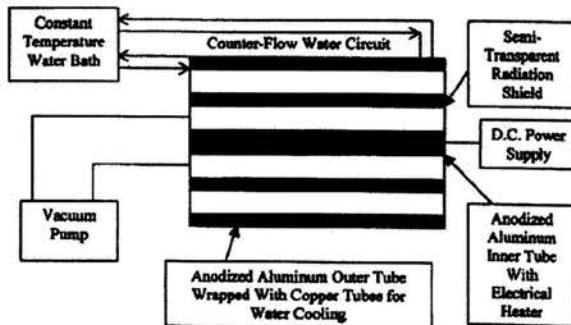 Constant
Temperature
Water Bath
Counter-Flow Water Circuit
Semi-
Transparent
Radiation
Shield
D.C. Power
Supply
Vacuum
Pump
Anodized Aluminum Outer Tube
Wrapped With Copper Tubes for
Water Cooling
Anodized
Aluminum
Inner Tube
With
Electrical
Heater